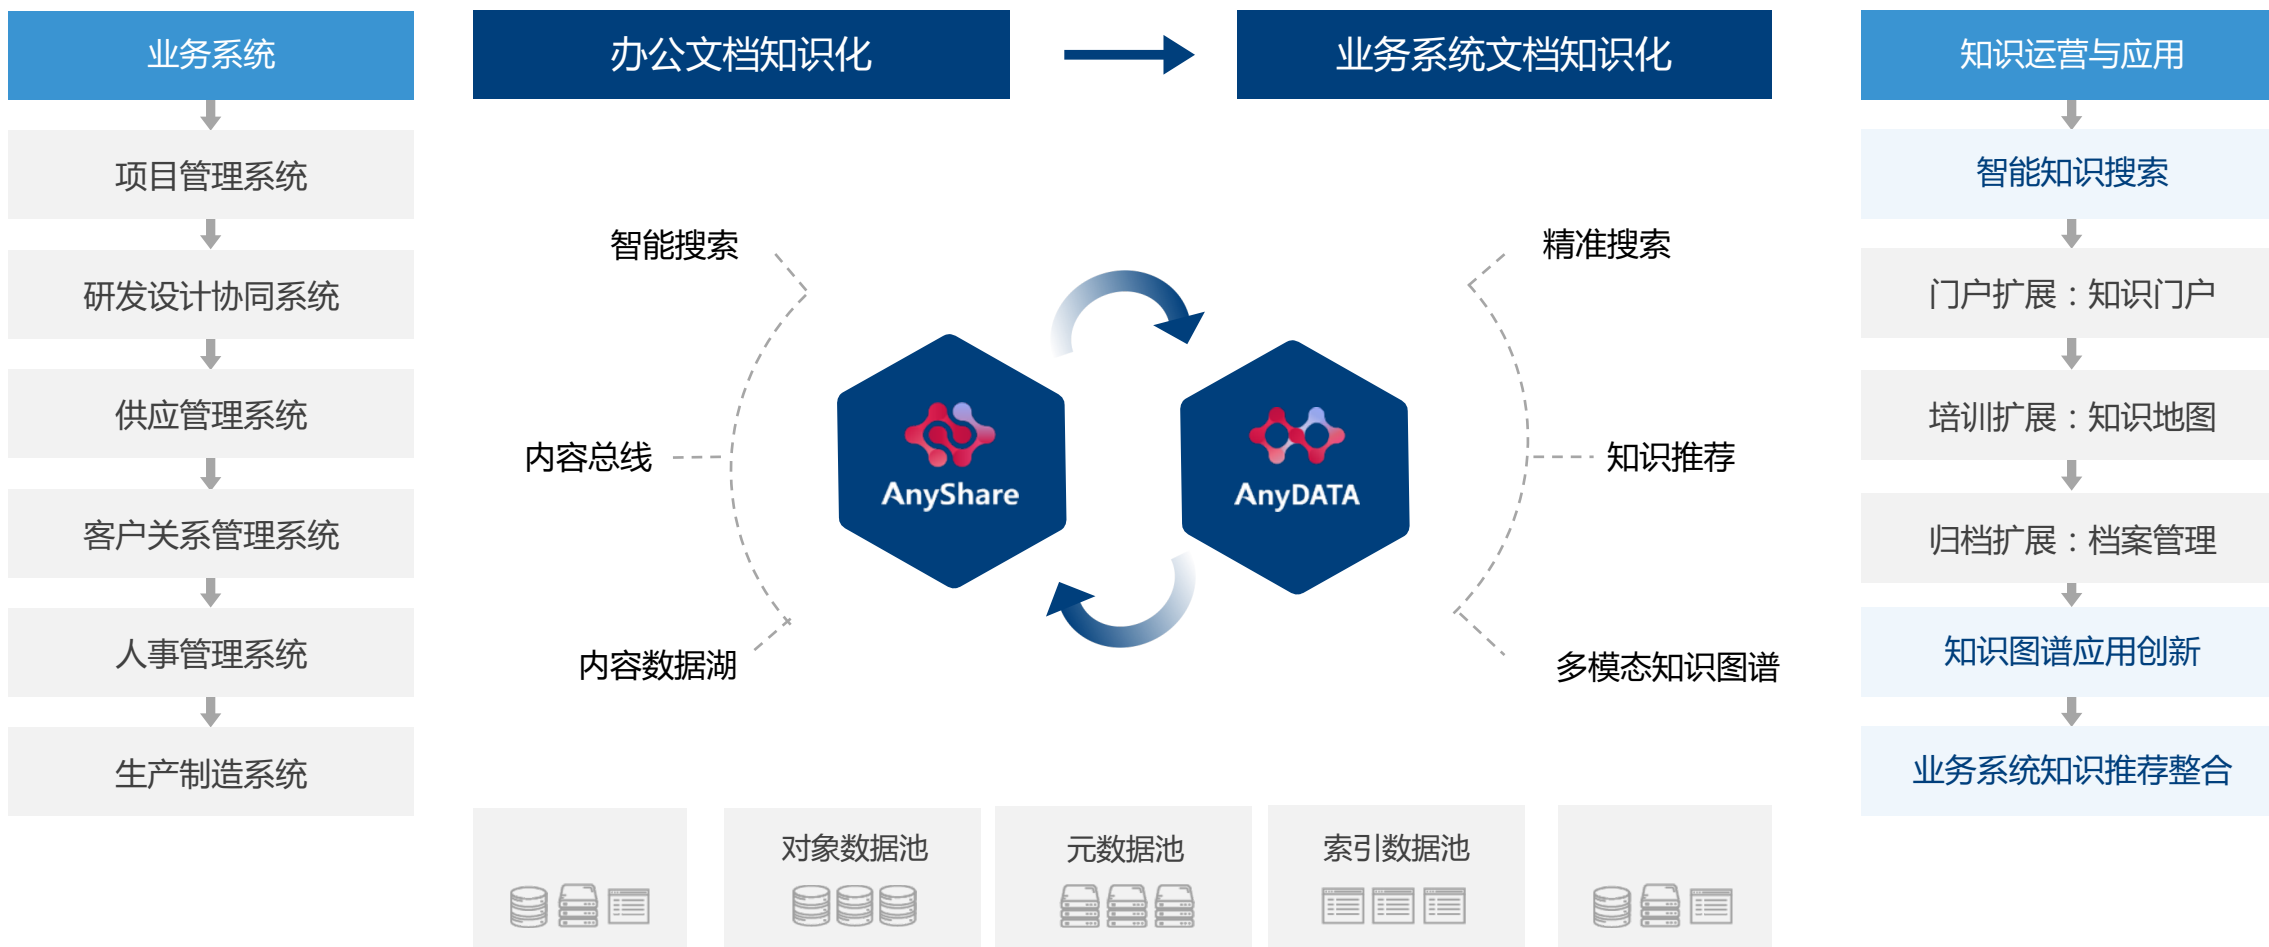 业务系统
项目管理系统
研发设计协同系统
供应管理系统
客户关系管理系统
人事管理系统
生产制造系统
办公文档知识化
业务系统文档知识化
智能搜索
内容总线
内容数据湖
AnyShare
AnyDATA
精准搜索
知识推荐
多模态知识图谱
对象数据池
元数据池
索引数据池
知识运营与应用
智能知识搜索
门户扩展：知识门户
培训扩展：知识地图
归档扩展：档案管理
知识图谱应用创新
业务系统知识推荐整合